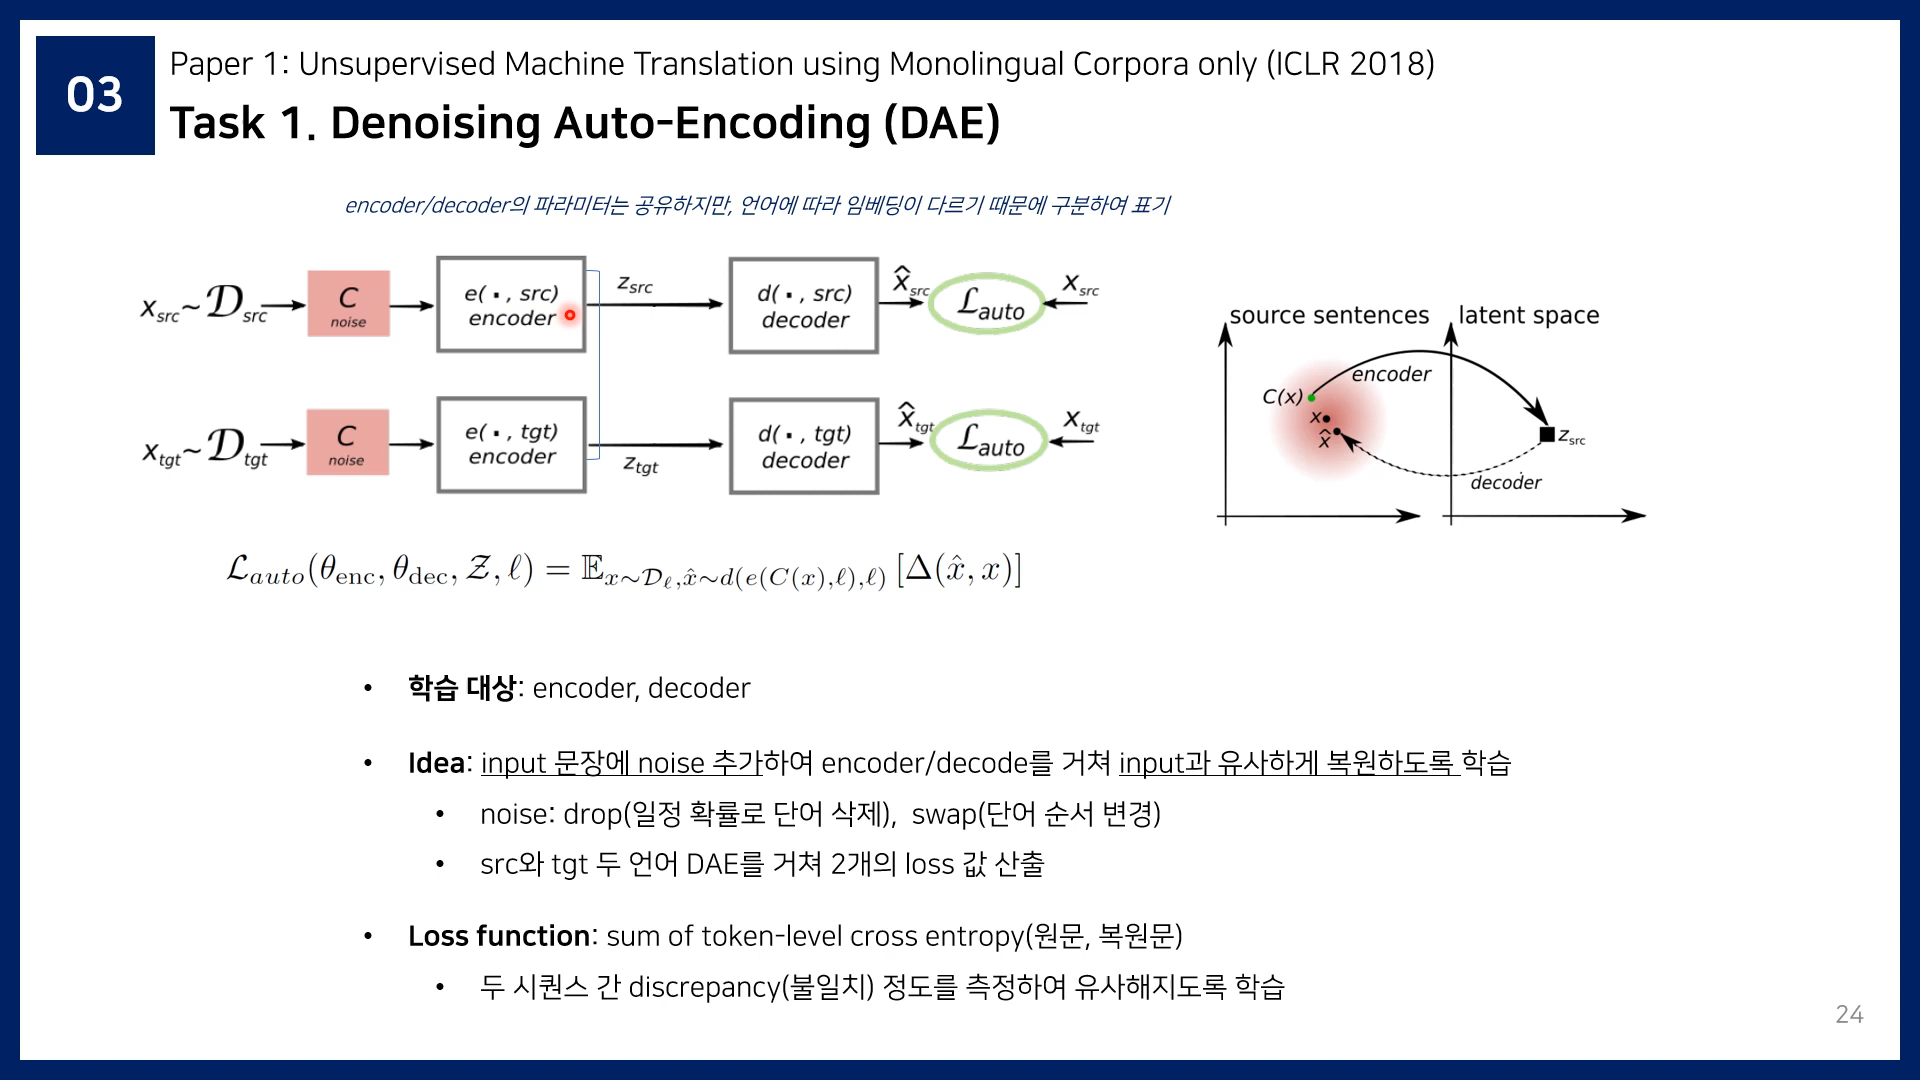 03
Paper 1: Unsupervised Machine Translation using Monolingual Corpora only (ICLR 2018)
Task 1. Denoising Auto-Encoding (DAE)
encoder/decoder의 파라미터는 공유하지만, 언어에 따라 임베딩이 다르기 때문에 구분하여 표기
x_src ~ 𝒟_src
C
noise
e( · , src)
encoder
z_src
d( · , src)
decoder
x̂_src
ℒ_auto
x_src
x_tgt ~ 𝒟_tgt
C
noise
e( · , tgt)
encoder
z_tgt
d( · , tgt)
decoder
x̂_tgt
ℒ_auto
x_tgt
source sentences
latent space
encoder
C(x)
x
x̂
z_src
decoder
ℒ_auto(θ_enc, θ_dec, 𝒵, ℓ) = 𝔼_x∼𝒟_ℓ, x̂∼d(e(C(x),ℓ),ℓ) [Δ(x̂, x)]
• 학습 대상: encoder, decoder
• Idea: input 문장에 noise 추가하여 encoder/decode를 거쳐 input과 유사하게 복원하도록 학습
• noise: drop(일정 확률로 단어 삭제), swap(단어 순서 변경)
• src와 tgt 두 언어 DAE를 거쳐 2개의 loss 값 산출
• Loss function: sum of token-level cross entropy(원문, 복원문)
• 두 시퀀스 간 discrepancy(불일치) 정도를 측정하여 유사해지도록 학습
24